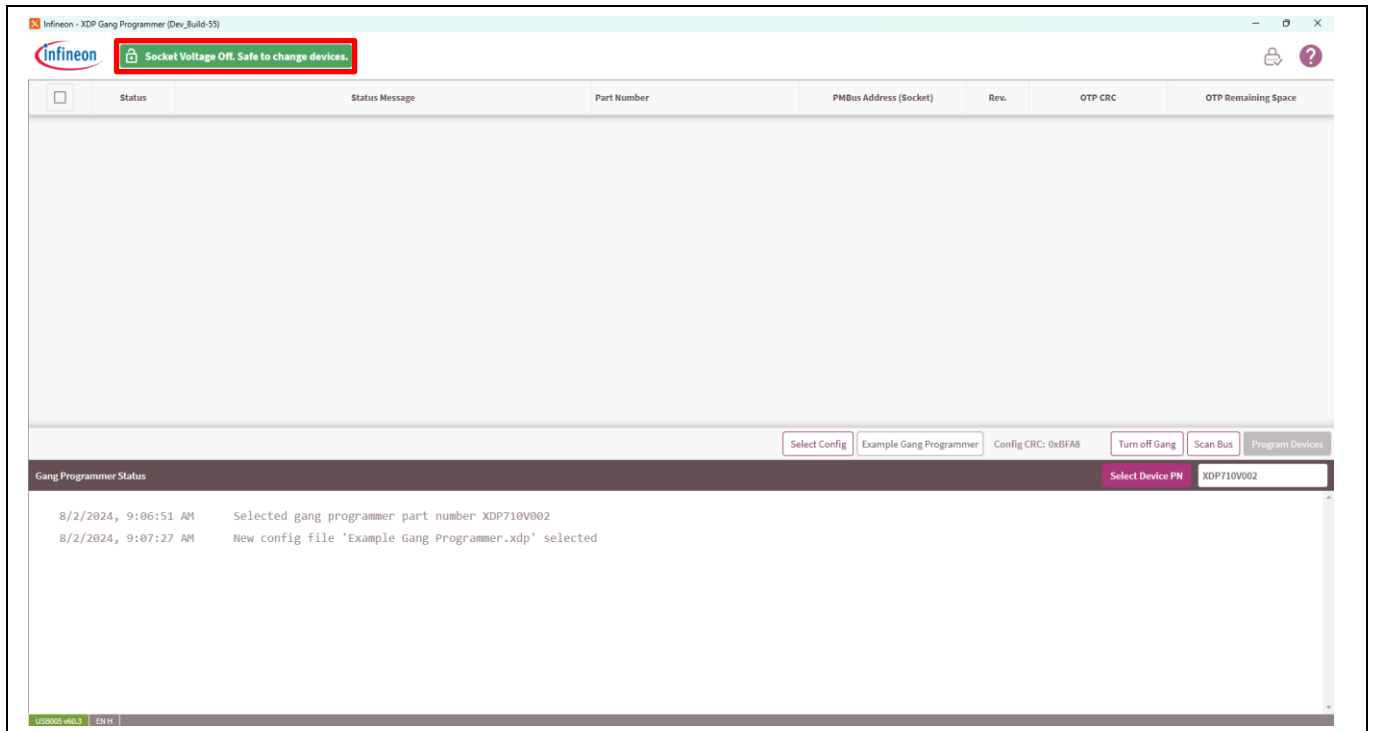 Infineon - XDP Gang Programmer (Dev_Build-55)
infineon Socket Voltage Off. Safe to change devices. ?
Status Status Message Part Number PMBus Address (Socket) Rev. OTP CRC OTP Remaining Space
Select Config Example Gang Programmer Config CRC: 0xBFA8 Turn off Gang Scan Bus Program Devices
Gang Programmer Status Select Device PN XDP710V002
8/2/2024, 9:06:51 AM Selected gang programmer part number XDP710V002
8/2/2024, 9:07:27 AM New config file 'Example Gang Programmer.xdp' selected
USB005 v60.3 EN H